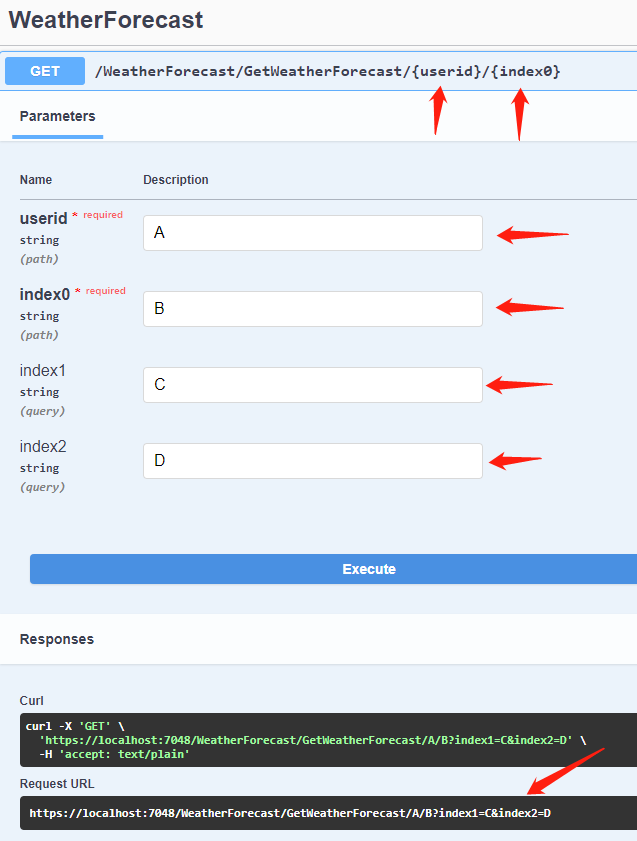 WeatherForecast
GET /WeatherForecast/GetWeatherForecast/{userid}/{index0}
Parameters
Name Description
userid * required
string
(path)
A
index0 * required
string
(path)
B
index1
string
(query)
C
index2
string
(query)
D
Execute
Responses
Curl
curl -X 'GET' \
'https://localhost:7048/WeatherForecast/GetWeatherForecast/A/B?index1=C&index2=D' \
-H 'accept: text/plain'
Request URL
https://localhost:7048/WeatherForecast/GetWeatherForecast/A/B?index1=C&index2=D